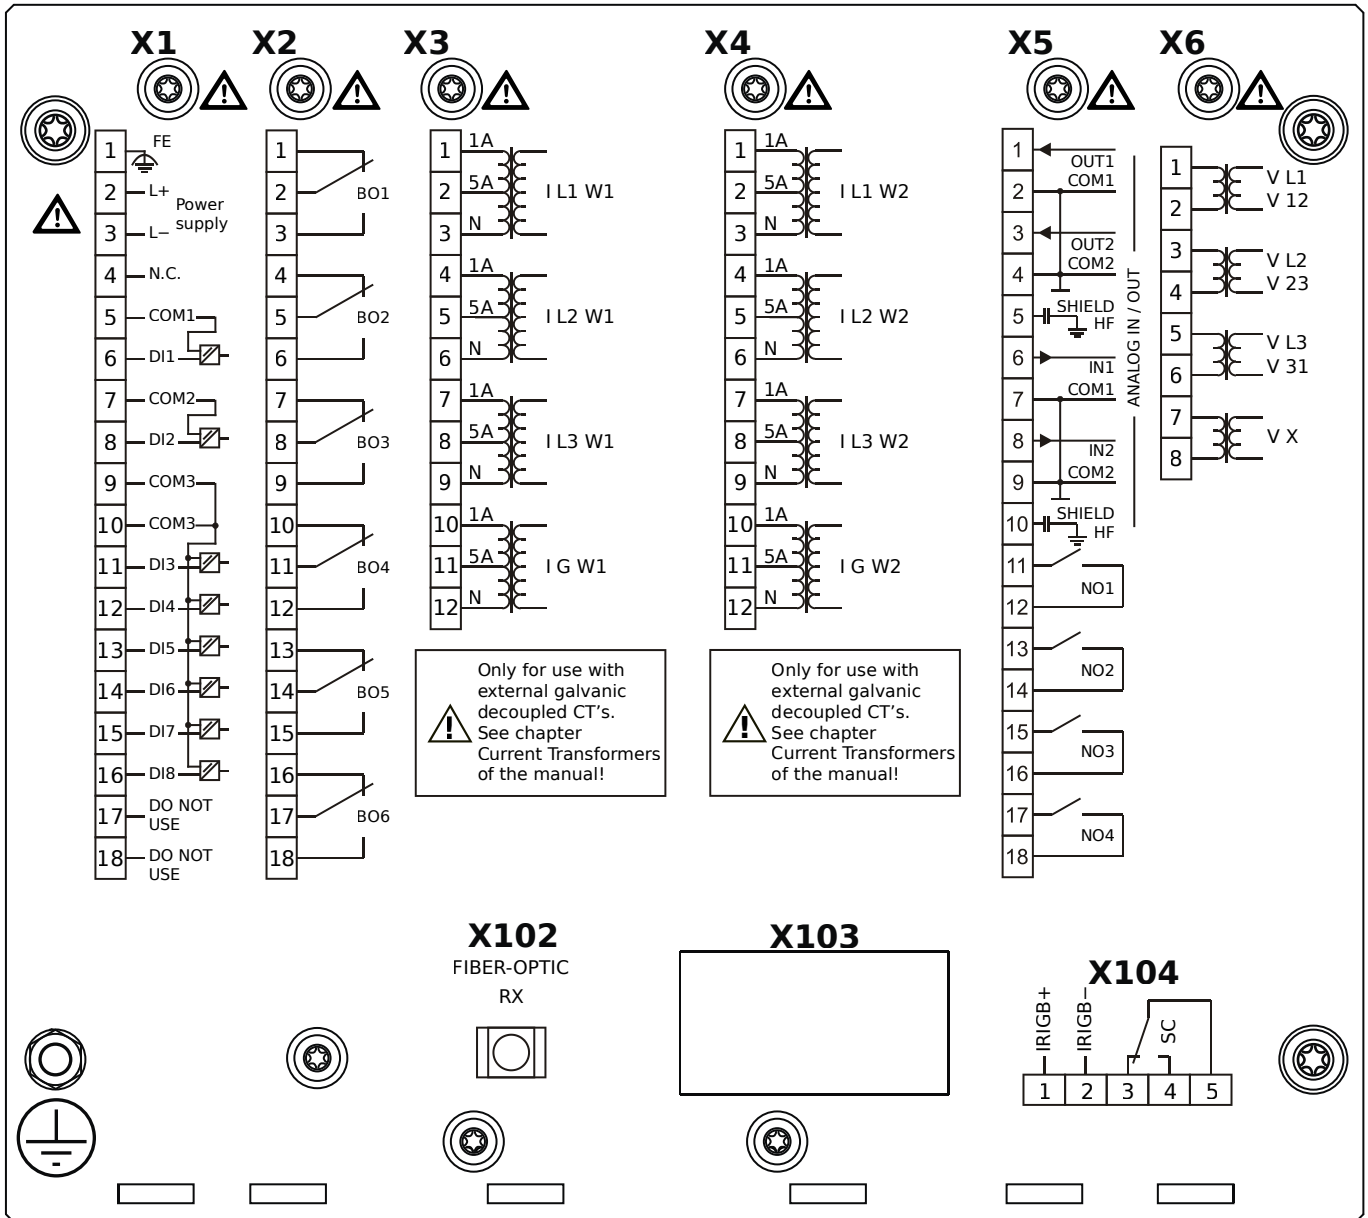 X1
X2
X3
X4
X5
X6
1 FE
2 L+
Power
supply
3 L−
4 N.C.
5 COM1
6 DI1
7 COM2
8 DI2
9 COM3
10 COM3
11 DI3
12 DI4
13 DI5
14 DI6
15 DI7
16 DI8
17 DO NOT
USE
18 DO NOT
USE
1
2 BO1
3
4
5 BO2
6
7
8 BO3
9
10
11 BO4
12
13
14 BO5
15
16
17 BO6
18
1 1A
2 5A I L1 W1
3 N
4 1A
5 5A I L2 W1
6 N
7 1A
8 5A I L3 W1
9 N
10 1A
11 5A I G W1
12 N
Only for use with
external galvanic
decoupled CT's.
See chapter
Current Transformers
of the manual!
1 1A
2 5A I L1 W2
3 N
4 1A
5 5A I L2 W2
6 N
7 1A
8 5A I L3 W2
9 N
10 1A
11 5A I G W2
12 N
Only for use with
external galvanic
decoupled CT's.
See chapter
Current Transformers
of the manual!
1 OUT1
2 COM1
3 OUT2
4 COM2
5 SHIELD
HF
6 IN1
7 COM1
8 IN2
9 COM2
10 SHIELD
HF
ANALOG IN / OUT
11
NO1
12
13
NO2
14
15
NO3
16
17
NO4
18
1 V L1
2 V 12
3 V L2
4 V 23
5 V L3
6 V 31
7 V X
8
X102
FIBER-OPTIC
RX
X103
X104
IRIGB+
IRIGB−
SC
1 2 3 4 5